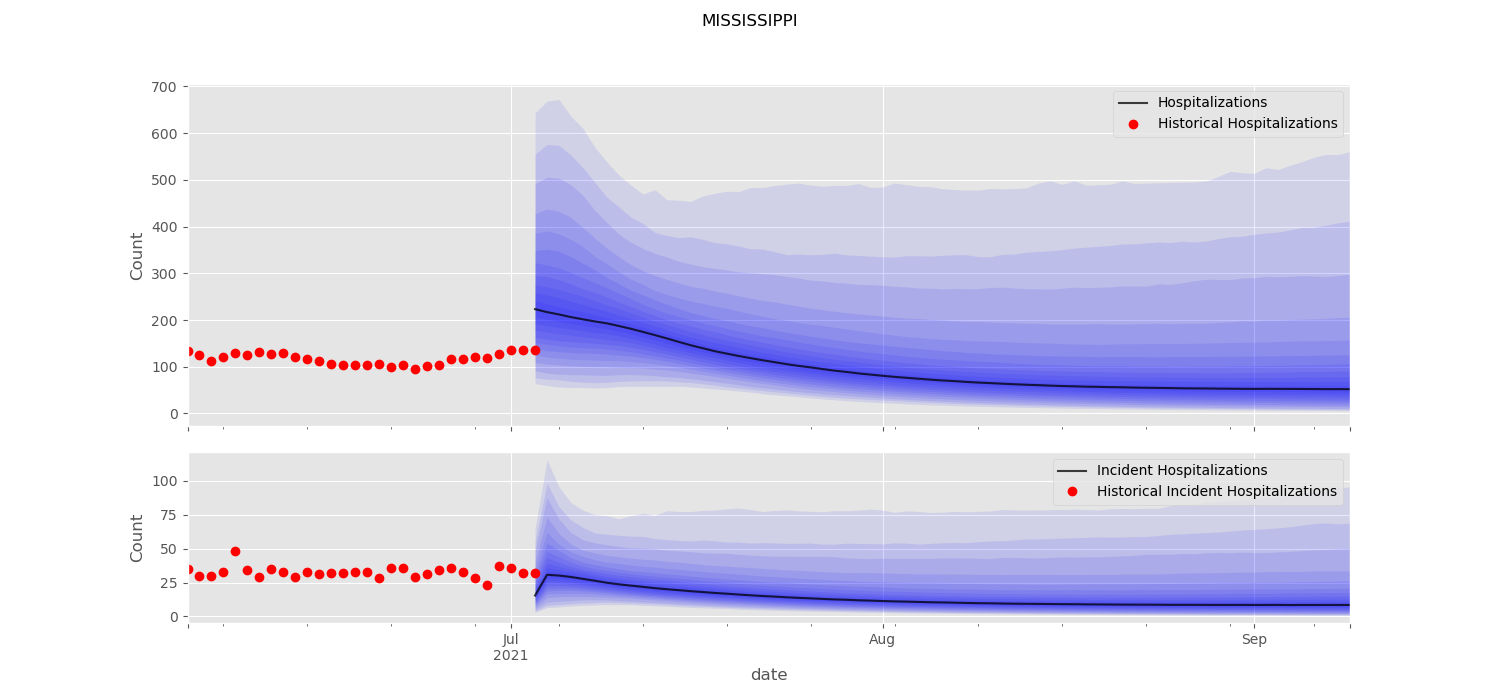 MISSISSIPPI
700
600
500
400
300
200
100
0
Count
Hospitalizations
Historical Hospitalizations
100
75
50
25
0
Count
Incident Hospitalizations
Historical Incident Hospitalizations
Jul
2021
Aug
Sep
date